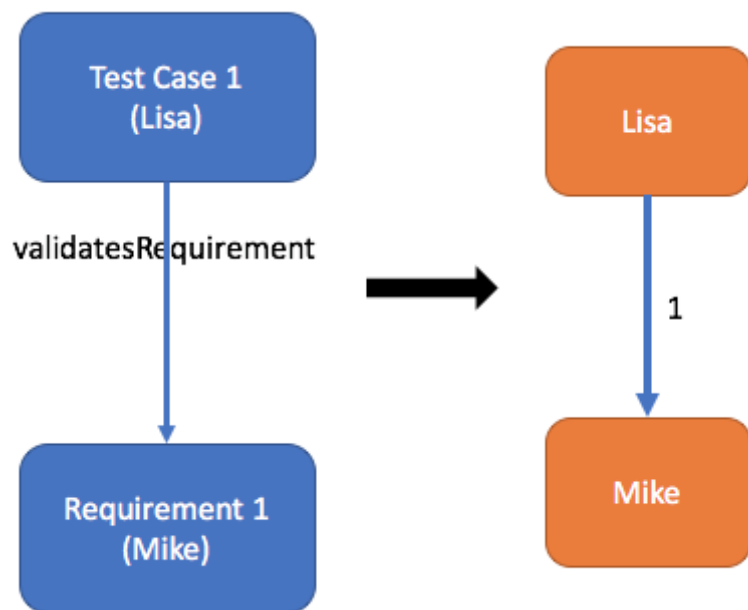 Test Case 1
(Lisa)
validatesRequirement
Requirement 1
(Mike)
Lisa
1
Mike